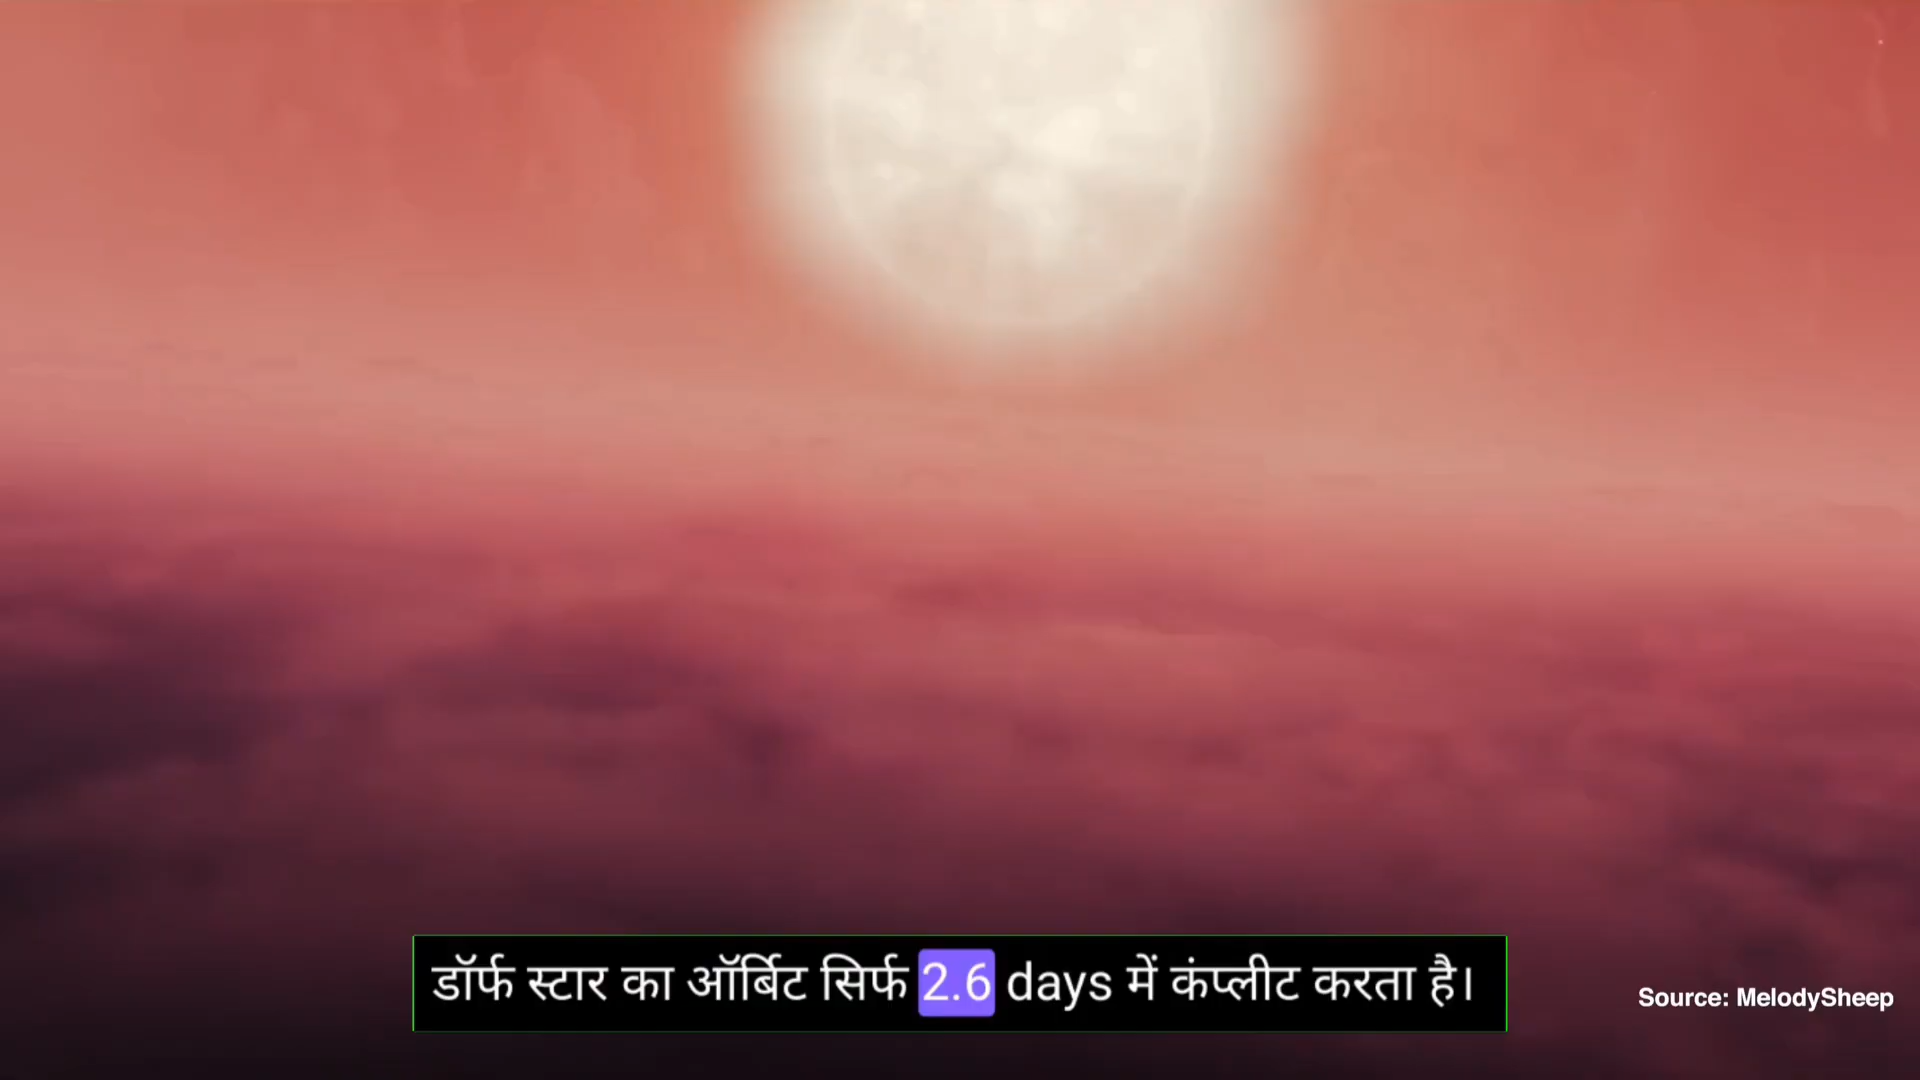 डॉर्फ स्टार का ऑर्बिट सिर्फ 2.6 days में कंप्लीट करता है।
Source: MelodySheep